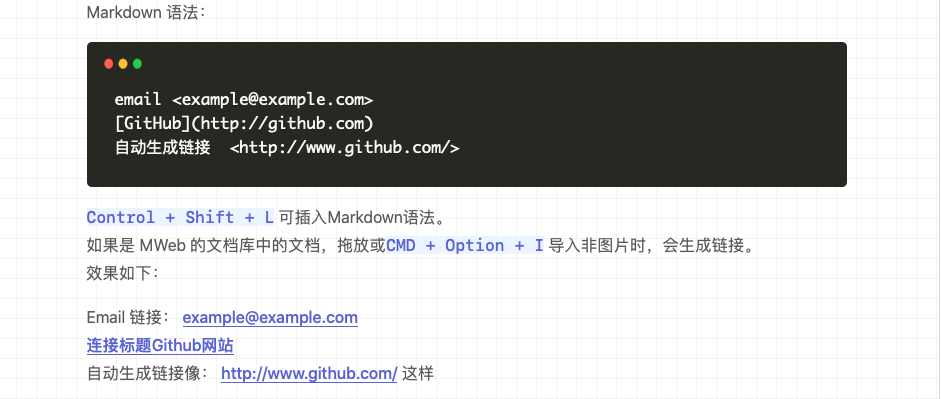 Markdown 语法：
email <example@example.com>
[GitHub](http://github.com)
自动生成链接  <http://www.github.com/>
Control + Shift + L 可插入Markdown语法。
如果是 MWeb 的文档库中的文档，拖放或CMD + Option + I 导入非图片时，会生成链接。
效果如下：
Email 链接： example@example.com
连接标题Github网站
自动生成链接像： http://www.github.com/ 这样